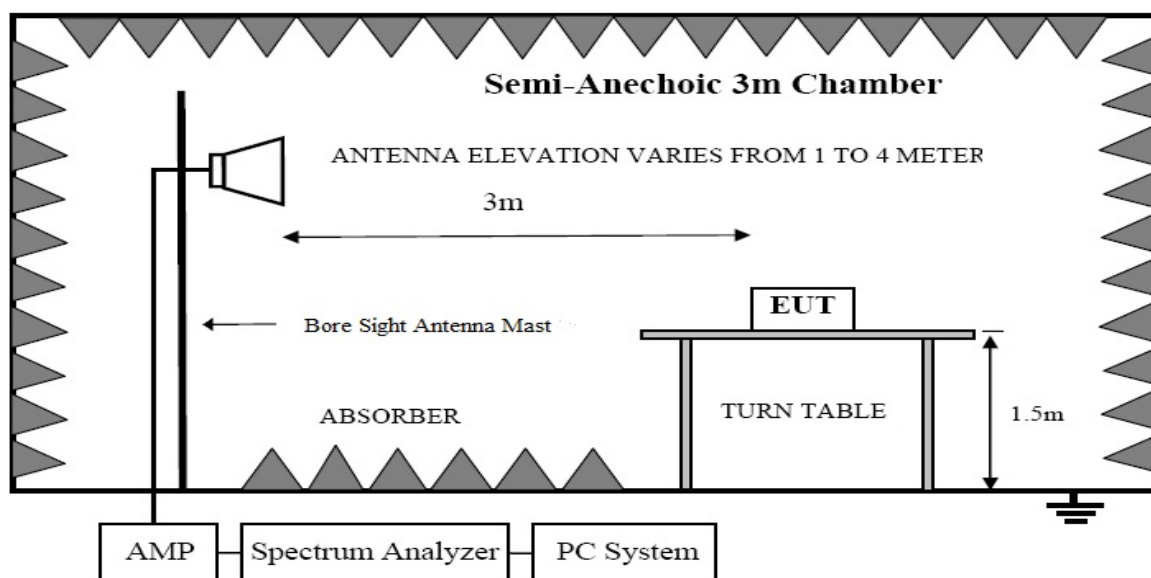 Semi-Anechoic 3m Chamber
ANTENNA ELEVATION VARIES FROM 1 TO 4 METER
3m
EUT
Bore Sight Antenna Mast
ABSORBER
TURN TABLE
1.5m
AMP
Spectrum Analyzer
PC System